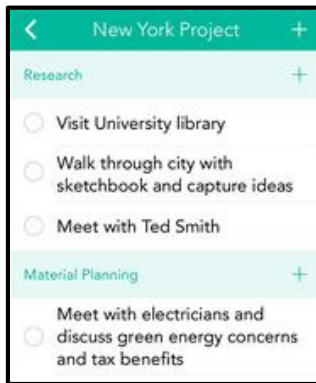 New York Project
Research
Visit University library
Walk through city with
sketchbook and capture ideas
Meet with Ted Smith
Material Planning
Meet with electricians and
discuss green energy concerns
and tax benefits